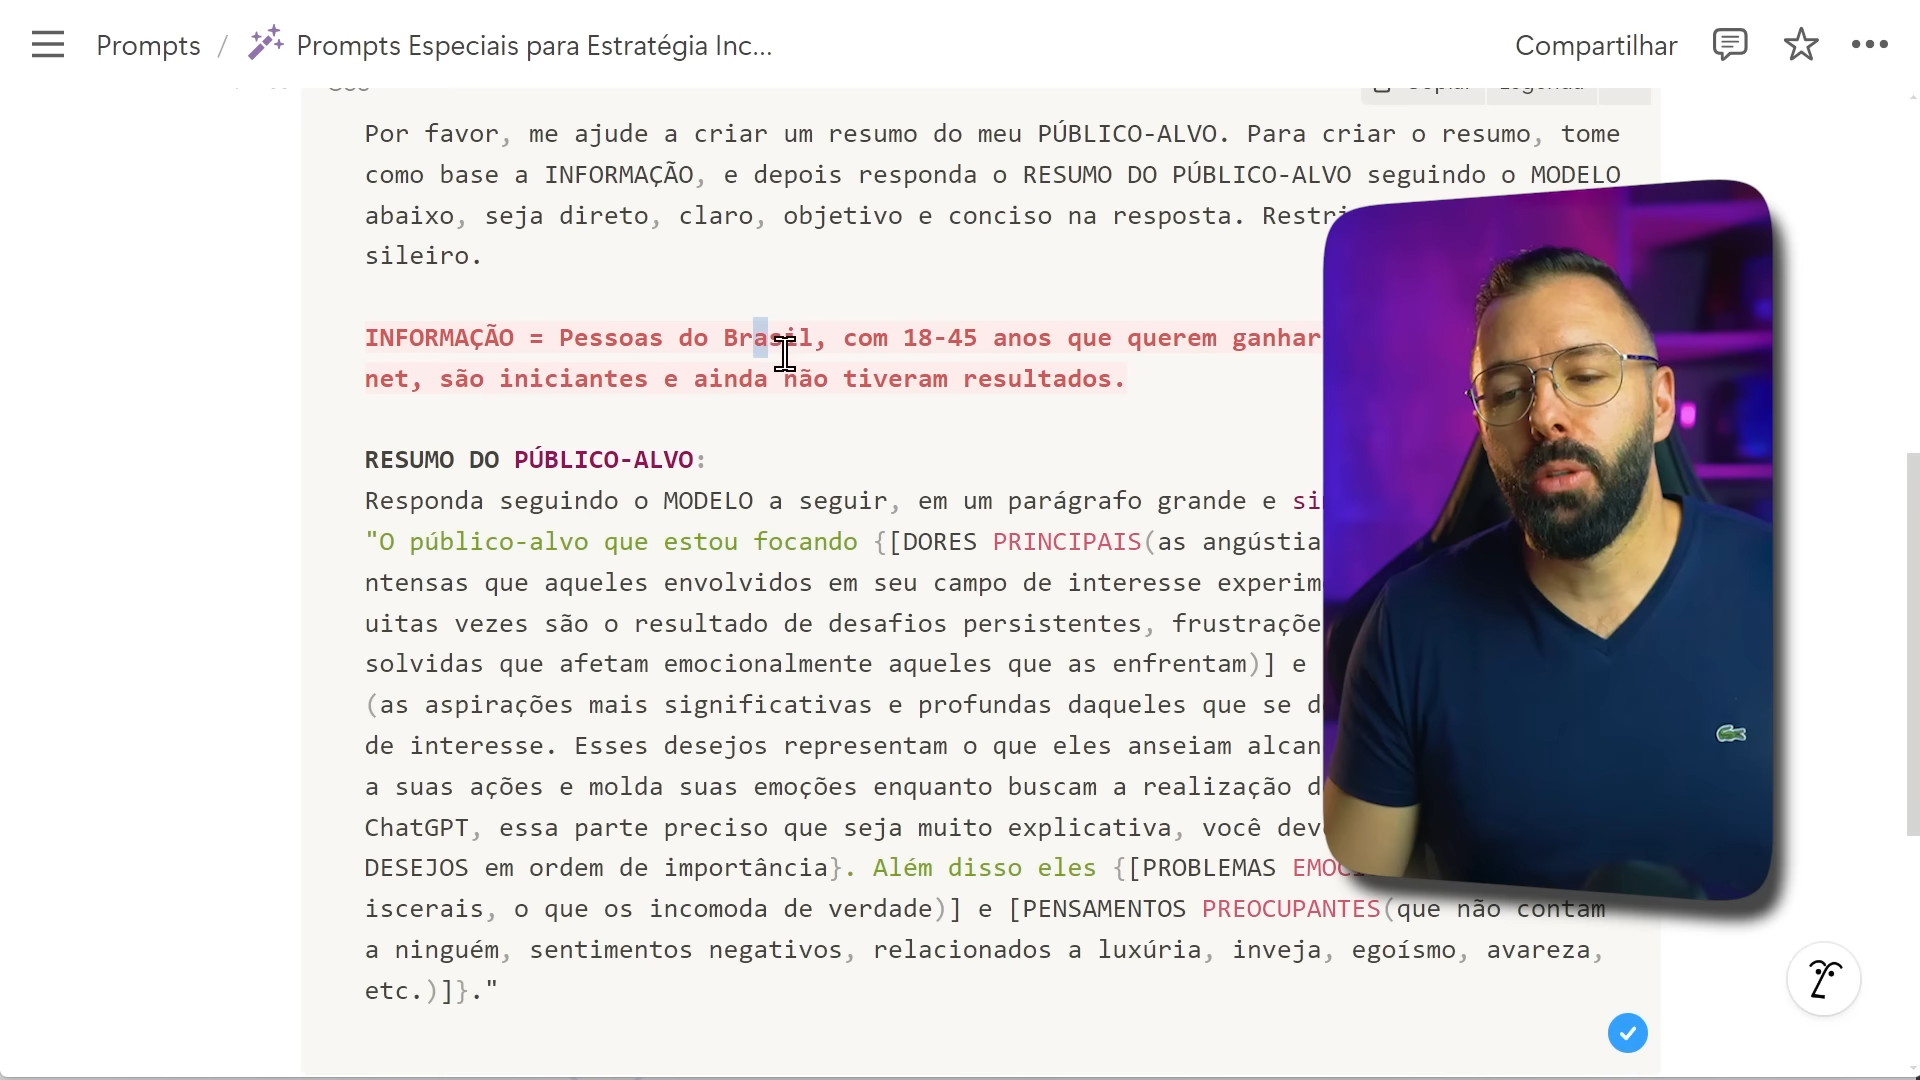 Prompts / Prompts Especiais para Estratégia Inc...
Compartilhar
Por favor, me ajude a criar um resumo do meu PÚBLICO-ALVO. Para criar o resumo, tome
como base a INFORMAÇÃO, e depois responda o RESUMO DO PÚBLICO-ALVO seguindo o MODELO
abaixo, seja direto, claro, objetivo e conciso na resposta.
sileiro.
INFORMAÇÃO = Pessoas do Brasil, com 18-45 anos que querem ganhar
net, são iniciantes e ainda não tiveram resultados.
RESUMO DO PÚBLICO-ALVO:
Responda seguindo o MODELO a seguir, em um parágrafo grande e
"O público-alvo que estou focando {[DORES PRINCIPAIS(as
ntensas que aqueles envolvidos em seu campo de interesse
uitas vezes são o resultado de desafios persistentes,
solvidas que afetam emocionalmente aqueles que as enfrentam)] e
(as aspirações mais significativas e profundas daqueles que se
de interesse. Esses desejos representam o que eles anseiam
a suas ações e molda suas emoções enquanto buscam a realização
ChatGPT, essa parte preciso que seja muito explicativa, você
DESEJOS em ordem de importância}. Além disso eles {[PROBLEMAS
iscerais, o que os incomoda de verdade)] e [PENSAMENTOS PREOCUPANTES(que não contam
a ninguém, sentimentos negativos, relacionados a luxúria, inveja, egoísmo, avareza,
etc.)]}."